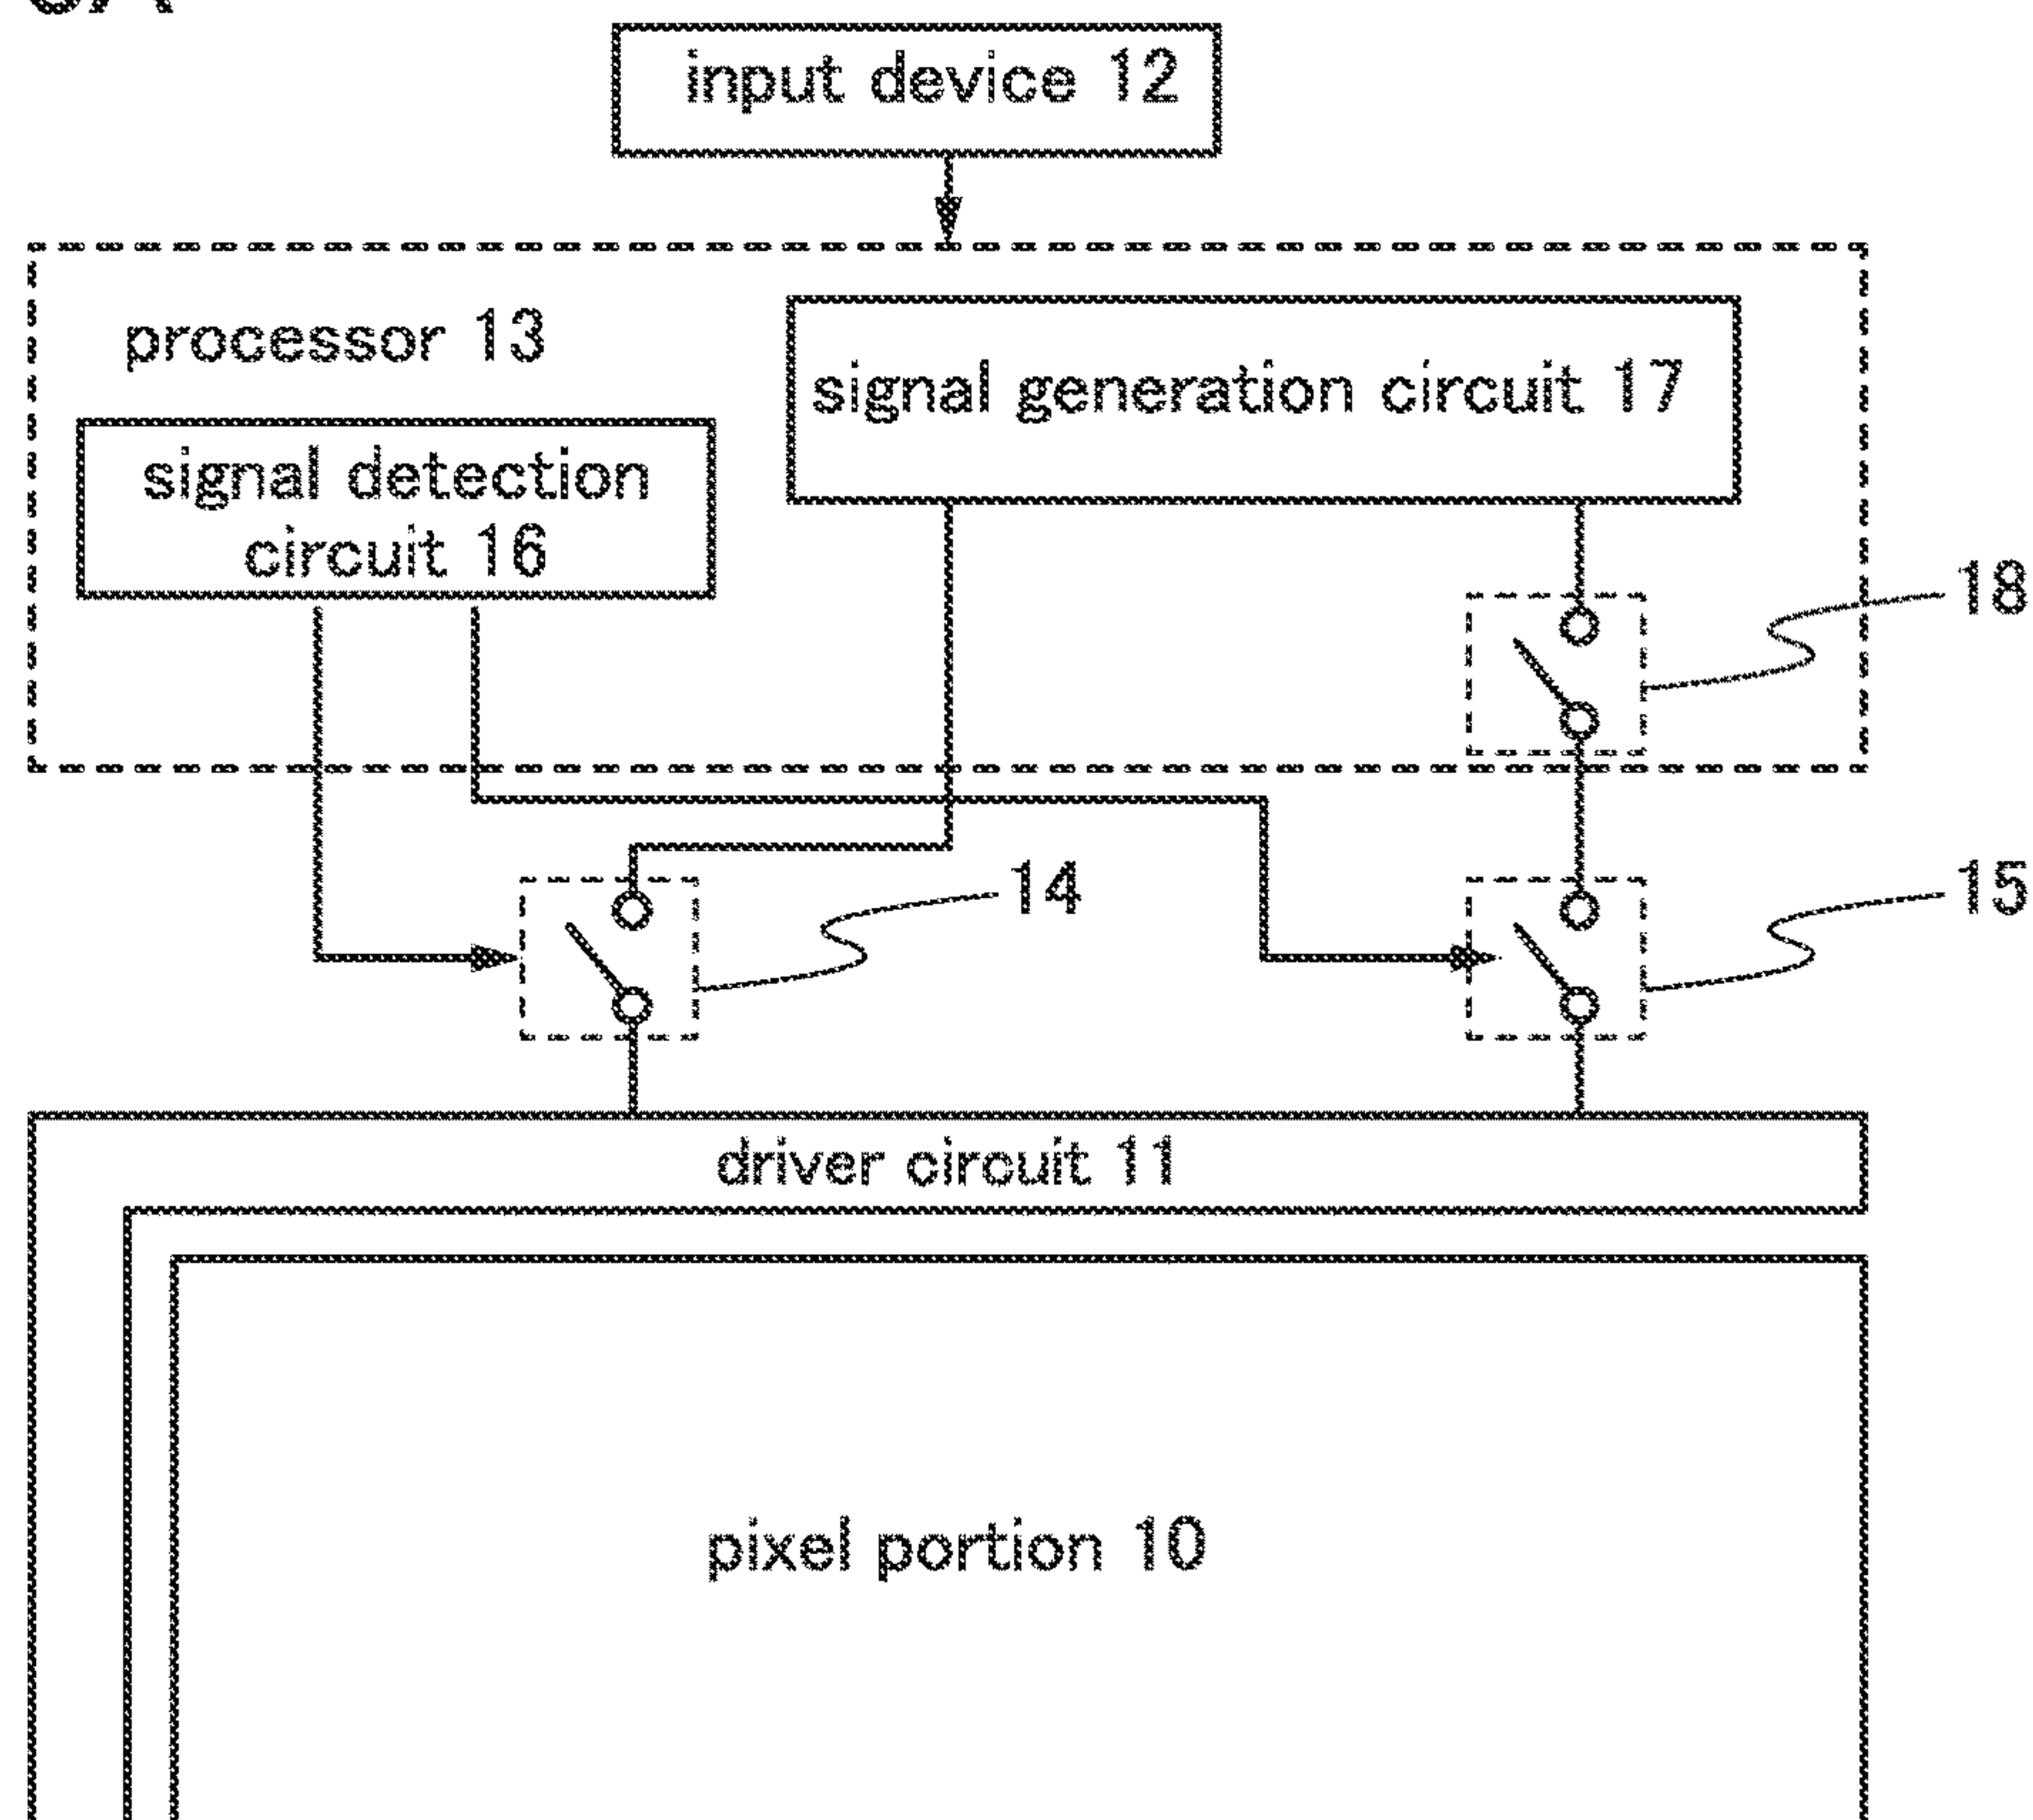 input device 12
processor 13
signal generation circuit 17
signal detection
circuit 16
18
14
15
driver circuit 11
pixel portion 10